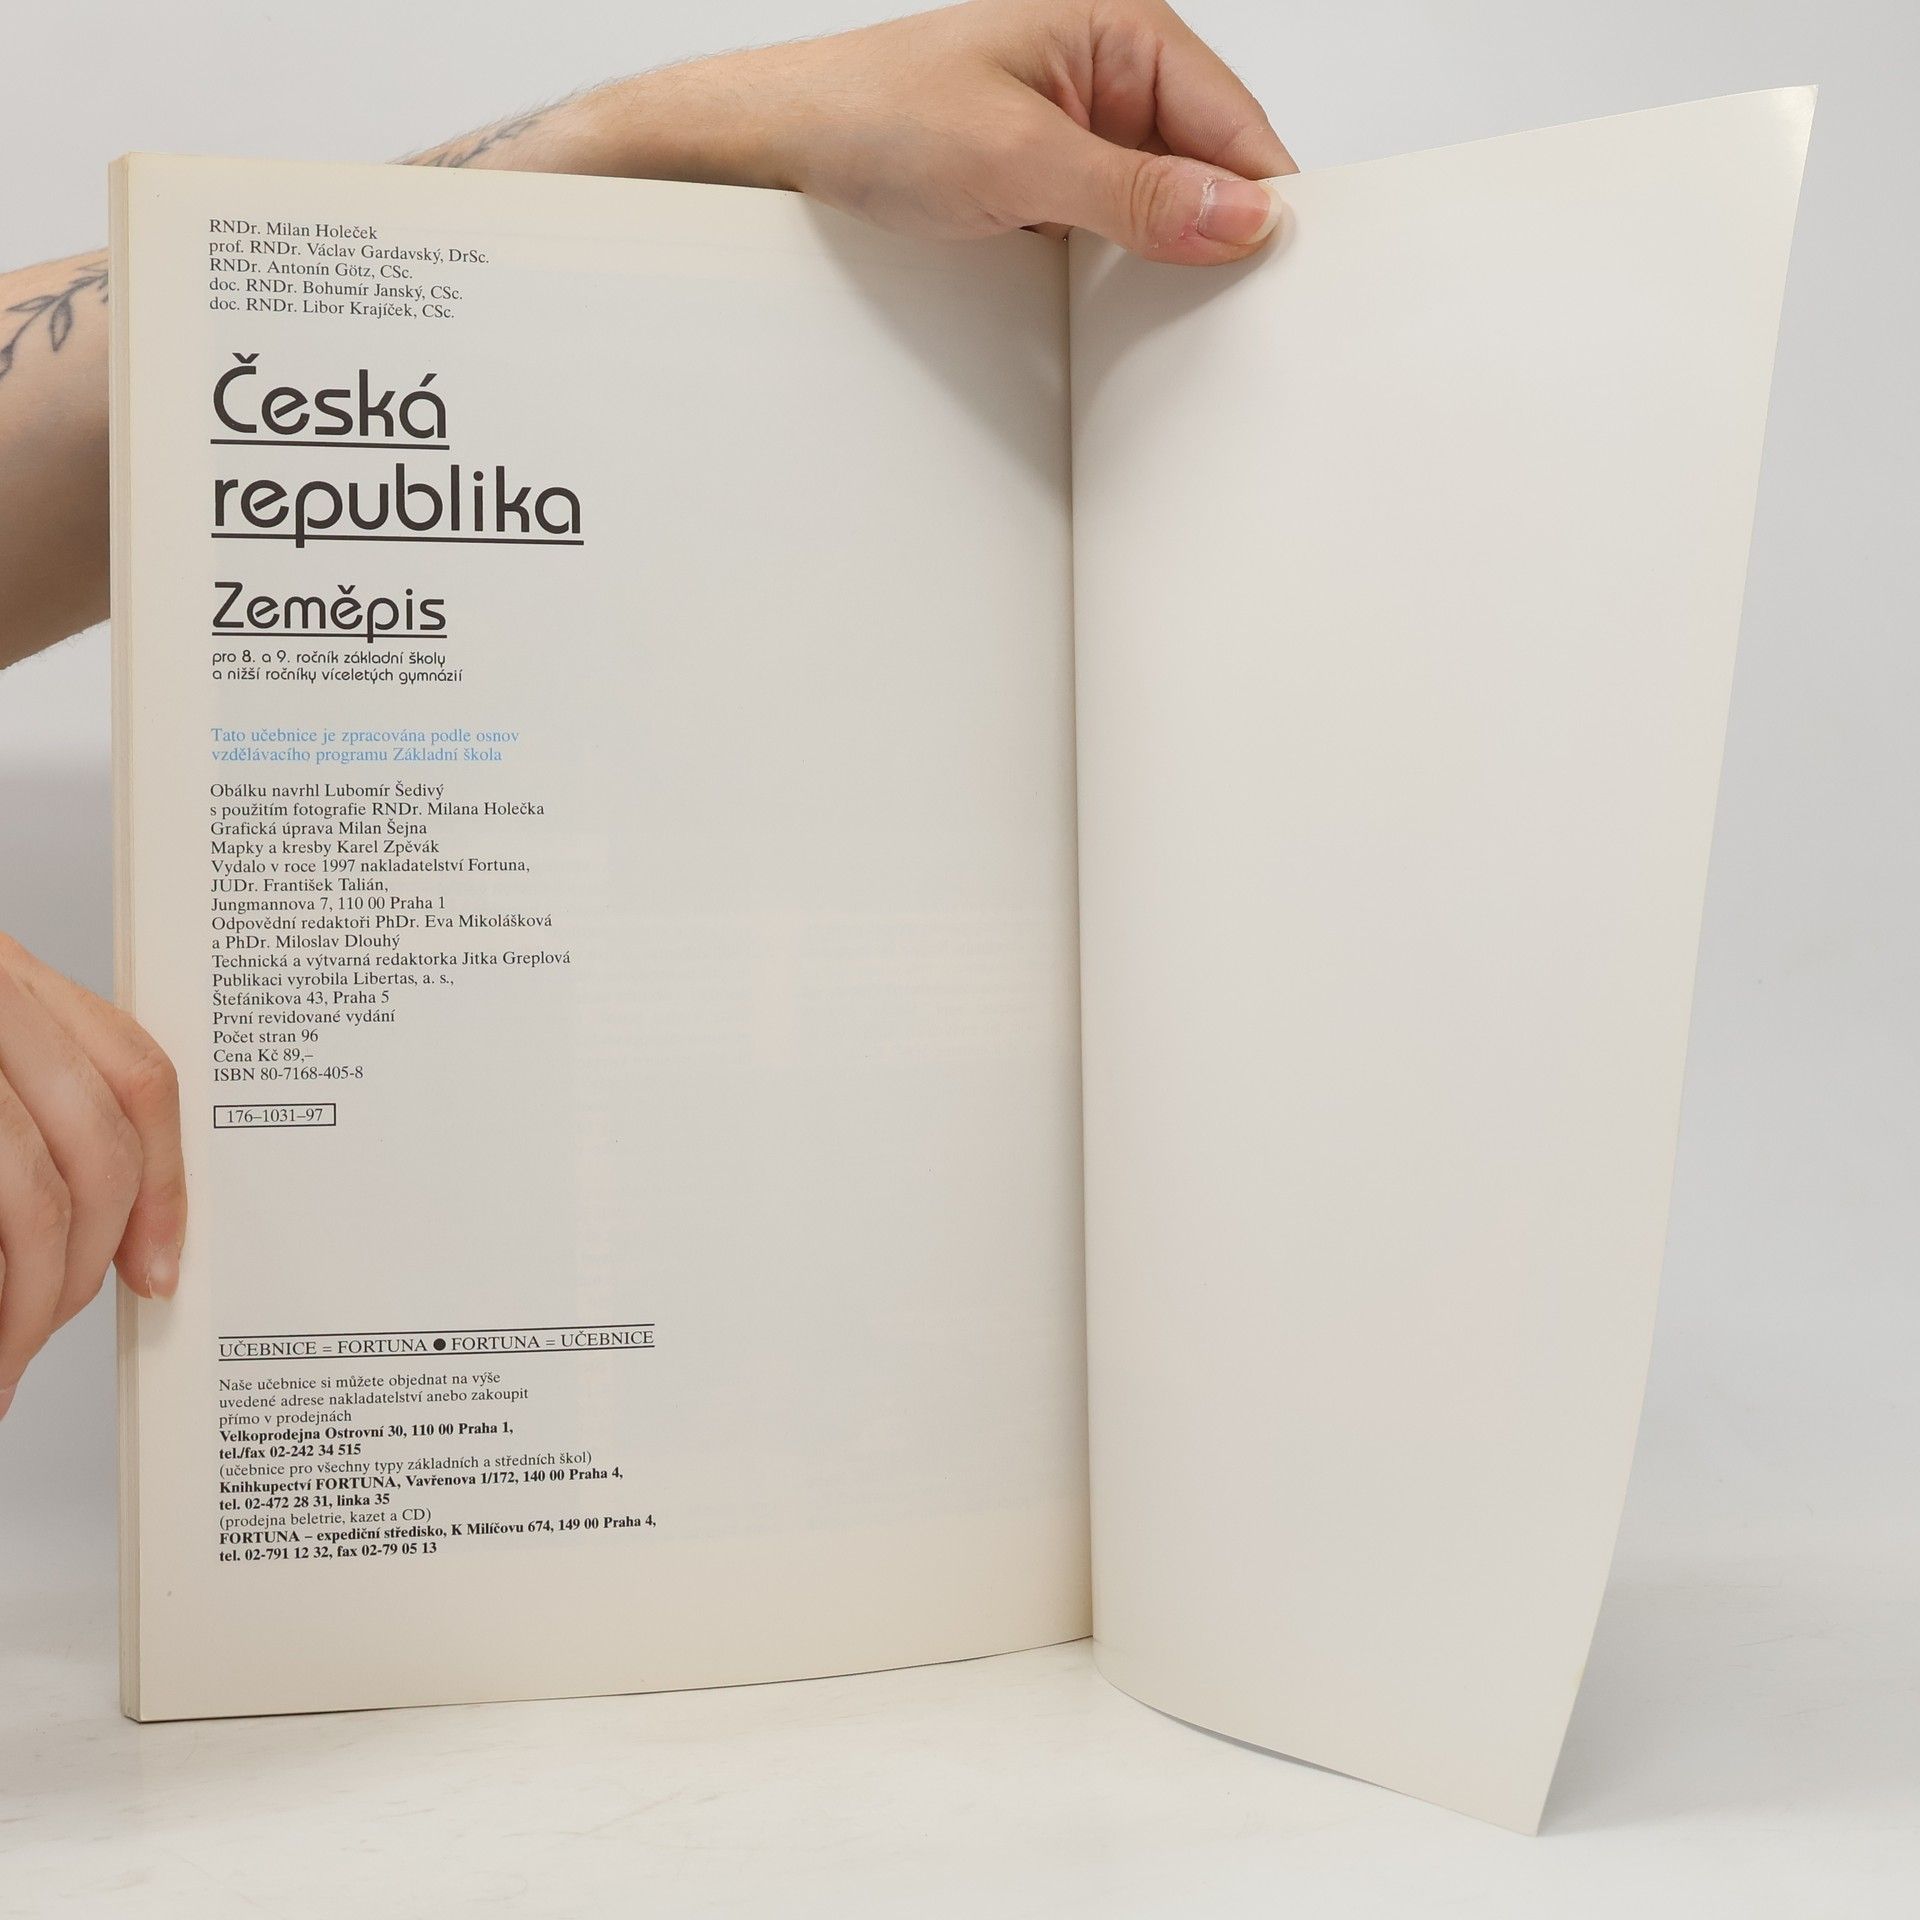 RNDr. Milan Holeček
prof. RNDr. Václav Gardavský, DrSc.
RNDr. Antonín Götz, CSc.
doc. RNDr. Bohumír Janský, CSc.
doc. RNDr. Libor Krajíček, CSc.
Česká
republika
Zeměpis
pro 8. a 9. ročník základní školy
a nižší ročníky víceletých gymnázií
Tato učebnice je zpracována podle osnov
vzdělávacího programu Základní škola
Obálku navrhl Lubomír Šedivý
s použitím fotografie RNDr. Milana Holečka
Grafická úprava Milan Šejna
Mapky a kresby Karel Zpěvák
Vydalo v roce 1997 nakladatelství Fortuna,
JUDr. František Talián,
Jungmannova 7, 110 00 Praha 1
Odpovědní redaktoři PhDr. Eva Mikolášková
a PhDr. Miloslav Dlouhý
Technická a výtvarná redaktorka Jitka Greplová
Publikaci vyrobila Libertas, a. s.,
Štefánikova 43, Praha 5
První revidované vydání
Počet stran 96
Cena Kč 89,–
ISBN 80-7168-405-8
176–1031–97
UČEBNICE = FORTUNA ● FORTUNA = UČEBNICE
Naše učebnice si můžete objednat na výše
uvedené adrese nakladatelství anebo zakoupit
přímo v prodejnách
Velkoprodejna Ostrovní 30, 110 00 Praha 1,
tel./fax 02-242 34 515
(učebnice pro všechny typy základních a středních škol)
Knihkupectví FORTUNA, Vavřenova 1/172, 140 00 Praha 4,
tel. 02-472 28 31, linka 35
(prodejna beletrie, kazet a CD)
FORTUNA – expediční středisko, K Milíčovu 674, 149 00 Praha 4,
tel. 02-791 12 32, fax 02-79 05 13